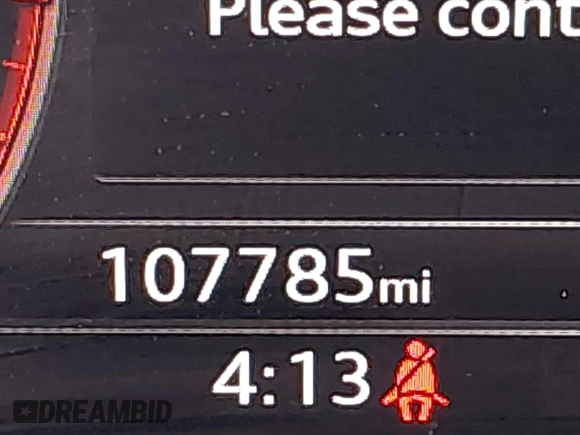 Please cont
107785mi
4:13
DREAMBID